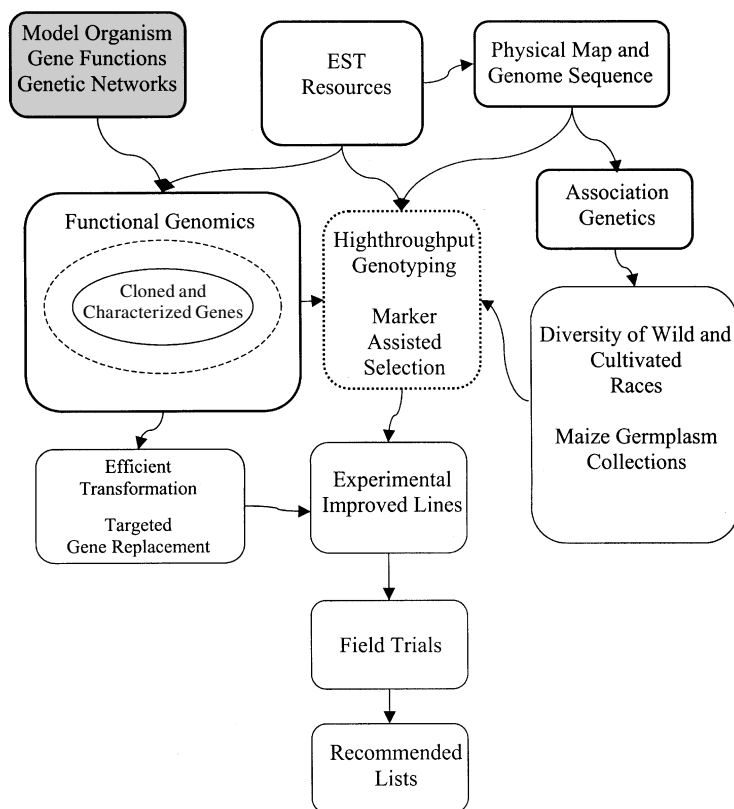 Model Organism
Gene Functions
Genetic Networks
EST
Resources
Physical Map and
Genome Sequence
Functional Genomics
Cloned and
Characterized Genes
Highthroughput
Genotyping
Marker
Assisted
Selection
Association
Genetics
Diversity of Wild and
Cultivated
Races
Maize Germplasm
Collections
Efficient
Transformation
Targeted
Gene Replacement
Experimental
Improved Lines
Field Trials
Recommended
Lists